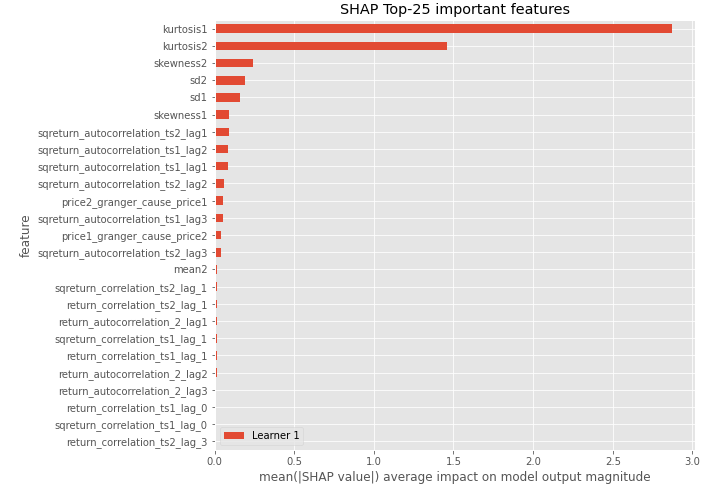 SHAP Top-25 important features
kurtosis1
kurtosis2
skewness2
sd2
sd1
skewness1
sqreturn_autocorrelation_ts2_lag1
sqreturn_autocorrelation_ts1_lag2
sqreturn_autocorrelation_ts1_lag1
sqreturn_autocorrelation_ts2_lag2
price2_granger_cause_price1
sqreturn_autocorrelation_ts1_lag3
price1_granger_cause_price2
sqreturn_autocorrelation_ts2_lag3
mean2
sqreturn_correlation_ts2_lag_1
return_correlation_ts2_lag_1
return_autocorrelation_2_lag1
sqreturn_correlation_ts1_lag_1
return_correlation_ts1_lag_1
return_autocorrelation_2_lag2
return_autocorrelation_2_lag3
return_correlation_ts1_lag_0
sqreturn_correlation_ts1_lag_0
return_correlation_ts2_lag_3
feature
Learner 1
0.0 0.5 1.0 1.5 2.0 2.5 3.0
mean(|SHAP value|) average impact on model output magnitude